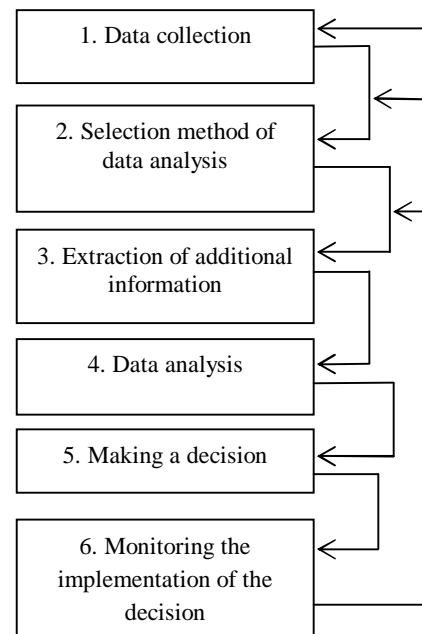 1. Data collection
2. Selection method of
data analysis
3. Extraction of additional
information
4. Data analysis
5. Making a decision
6. Monitoring the
implementation of the
decision